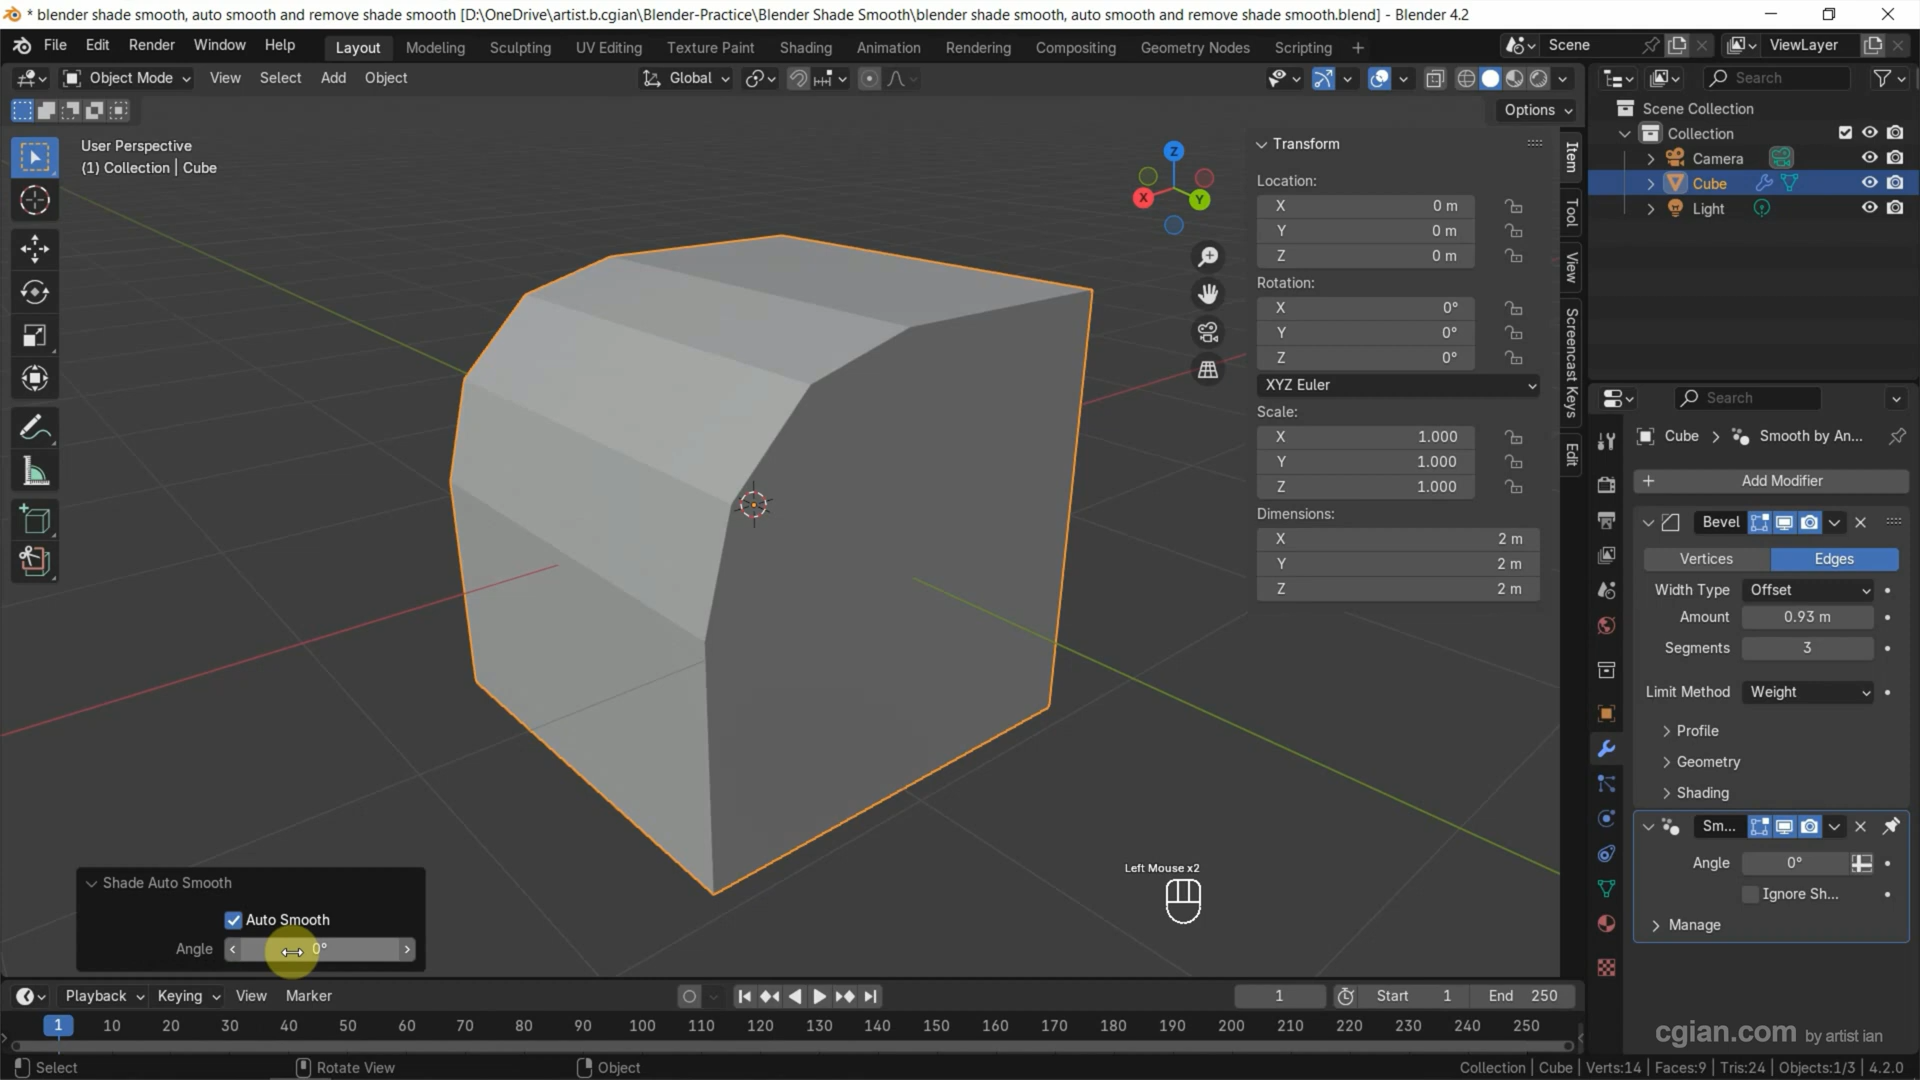 * blender shade smooth, auto smooth and remove shade smooth [D:\OneDrive\artist.b.cgian\Blender-Practice\Blender Shade Smooth\blender shade smooth, auto smooth and remove shade smooth.blend] - Blender 4.2
File Edit Render Window Help Layout Modeling Sculpting UV Editing Texture Paint Shading Animation Rendering Compositing Geometry Nodes Scripting + Scene ViewLayer
Object Mode View Select Add Object Global Search
Options
Scene Collection
Collection
Camera
Cube
Light
User Perspective
(1) Collection | Cube
Z
X
Y
Transform
Location:
X 0 m
Y 0 m
Z 0 m
Rotation:
X 0°
Y 0°
Z 0°
XYZ Euler
Scale:
X 1.000
Y 1.000
Z 1.000
Dimensions:
X 2 m
Y 2 m
Z 2 m
Item
Tool
View
Screencast Keys
Edit
Search
Cube > Smooth by An...
+ Add Modifier
Bevel
Vertices Edges
Width Type Offset
Amount 0.93 m
Segments 3
Limit Method Weight
Profile
Geometry
Shading
Sm...
Angle 0°
Ignore Sh...
Manage
Left Mouse x2
Shade Auto Smooth
Auto Smooth
Angle 0°
Playback Keying View Marker 1 Start 1 End 250
1 10 20 30 40 50 60 70 80 90 100 110 120 130 140 150 160 170 180 190 200 210 220 230 240 250
cgian.com by artist ian
Select Rotate View Object Collection | Cube | Verts:14 | Faces:9 | Tris:24 | Objects:1/3 | 4.2.0